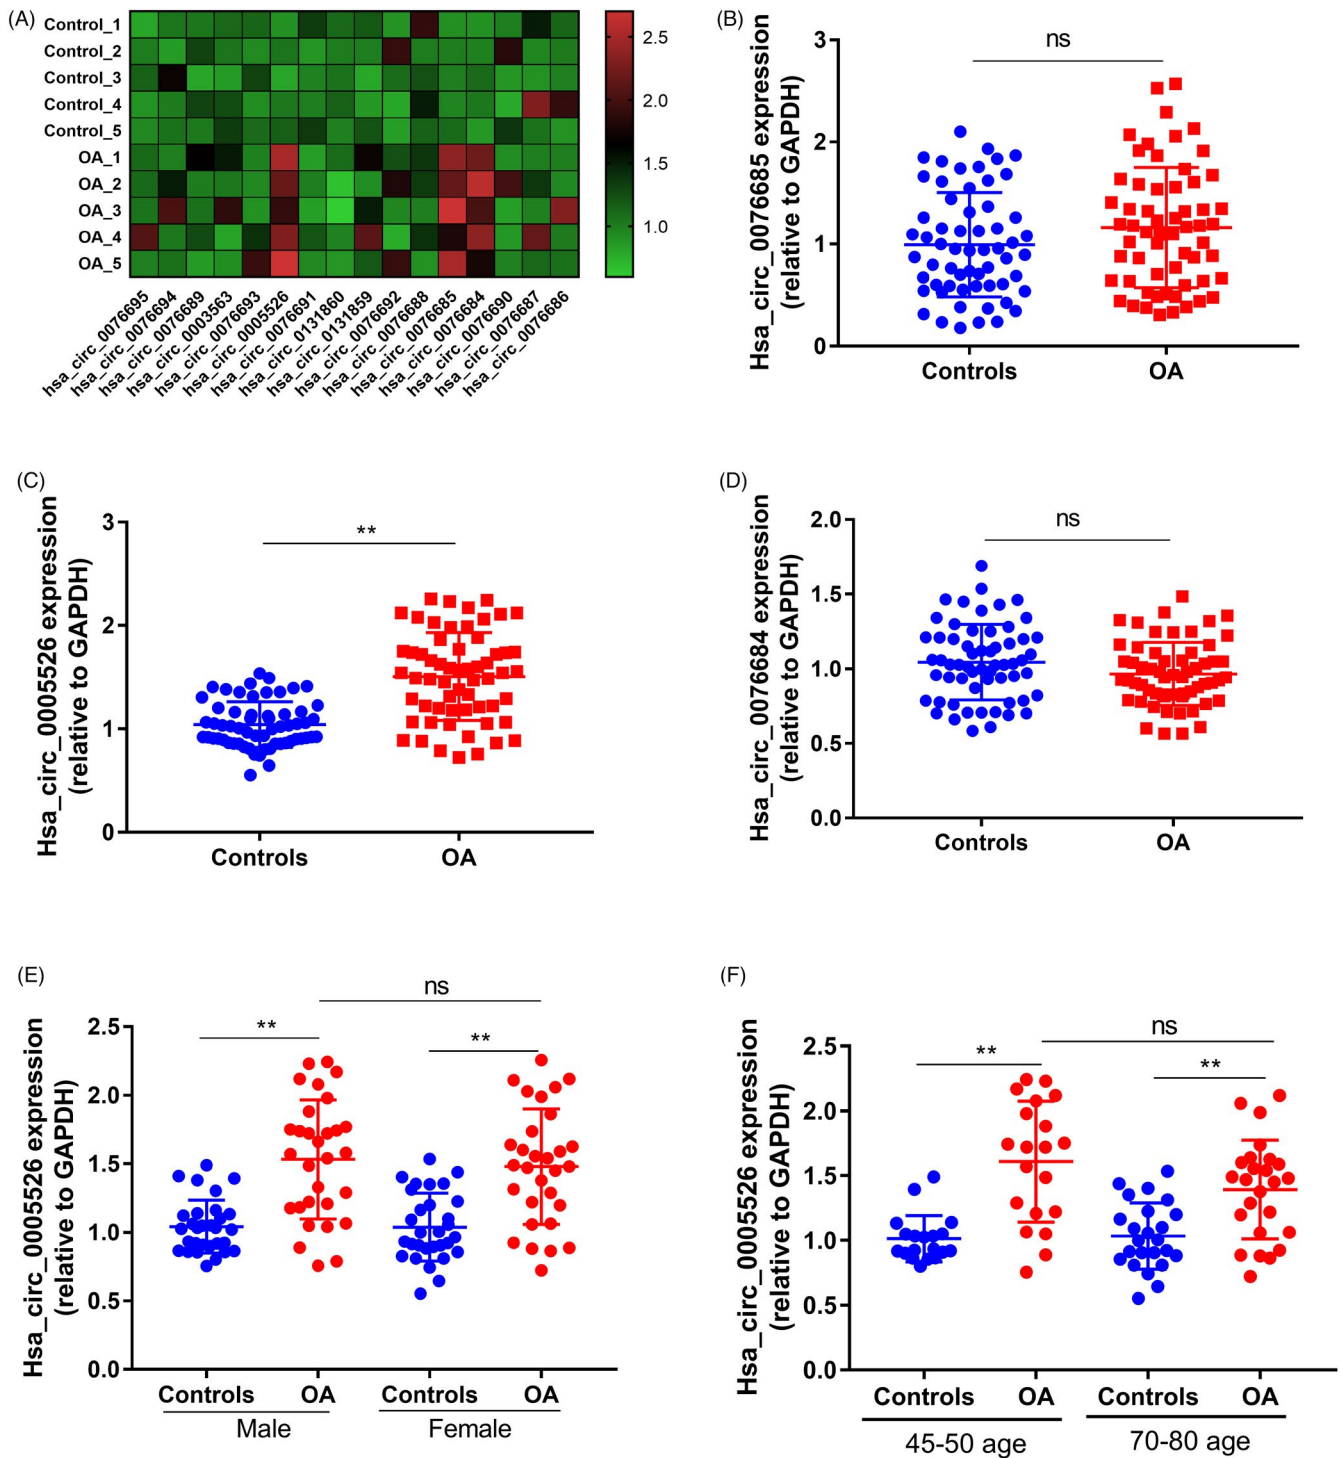 (A)
Control_1
Control_2
Control_3
Control_4
Control_5
OA_1
OA_2
OA_3
OA_4
OA_5
2.5
2.0
1.5
1.0
hsa_circ_0076695
hsa_circ_0076694
hsa_circ_0076689
hsa_circ_0003563
hsa_circ_0076693
hsa_circ_0005526
hsa_circ_0076691
hsa_circ_0131860
hsa_circ_0131859
hsa_circ_0076692
hsa_circ_0076688
hsa_circ_0076685
hsa_circ_0076684
hsa_circ_0076690
hsa_circ_0076687
hsa_circ_0076686
(B)
Hsa_circ_0076685 expression
(relative to GAPDH)
3
2
1
0
ns
Controls
OA
(C)
Hsa_circ_0005526 expression
(relative to GAPDH)
3
2
1
0
**
Controls
OA
(D)
Hsa_circ_0076684 expression
(relative to GAPDH)
2.0
1.5
1.0
0.5
0.0
ns
Controls
OA
(E)
Hsa_circ_0005526 expression
(relative to GAPDH)
2.5
2.0
1.5
1.0
0.5
0.0
ns
**
**
Controls
OA
Controls
OA
Male
Female
(F)
Hsa_circ_0005526 expression
(relative to GAPDH)
2.5
2.0
1.5
1.0
0.5
0.0
ns
**
**
Controls
OA
Controls
OA
45-50 age
70-80 age